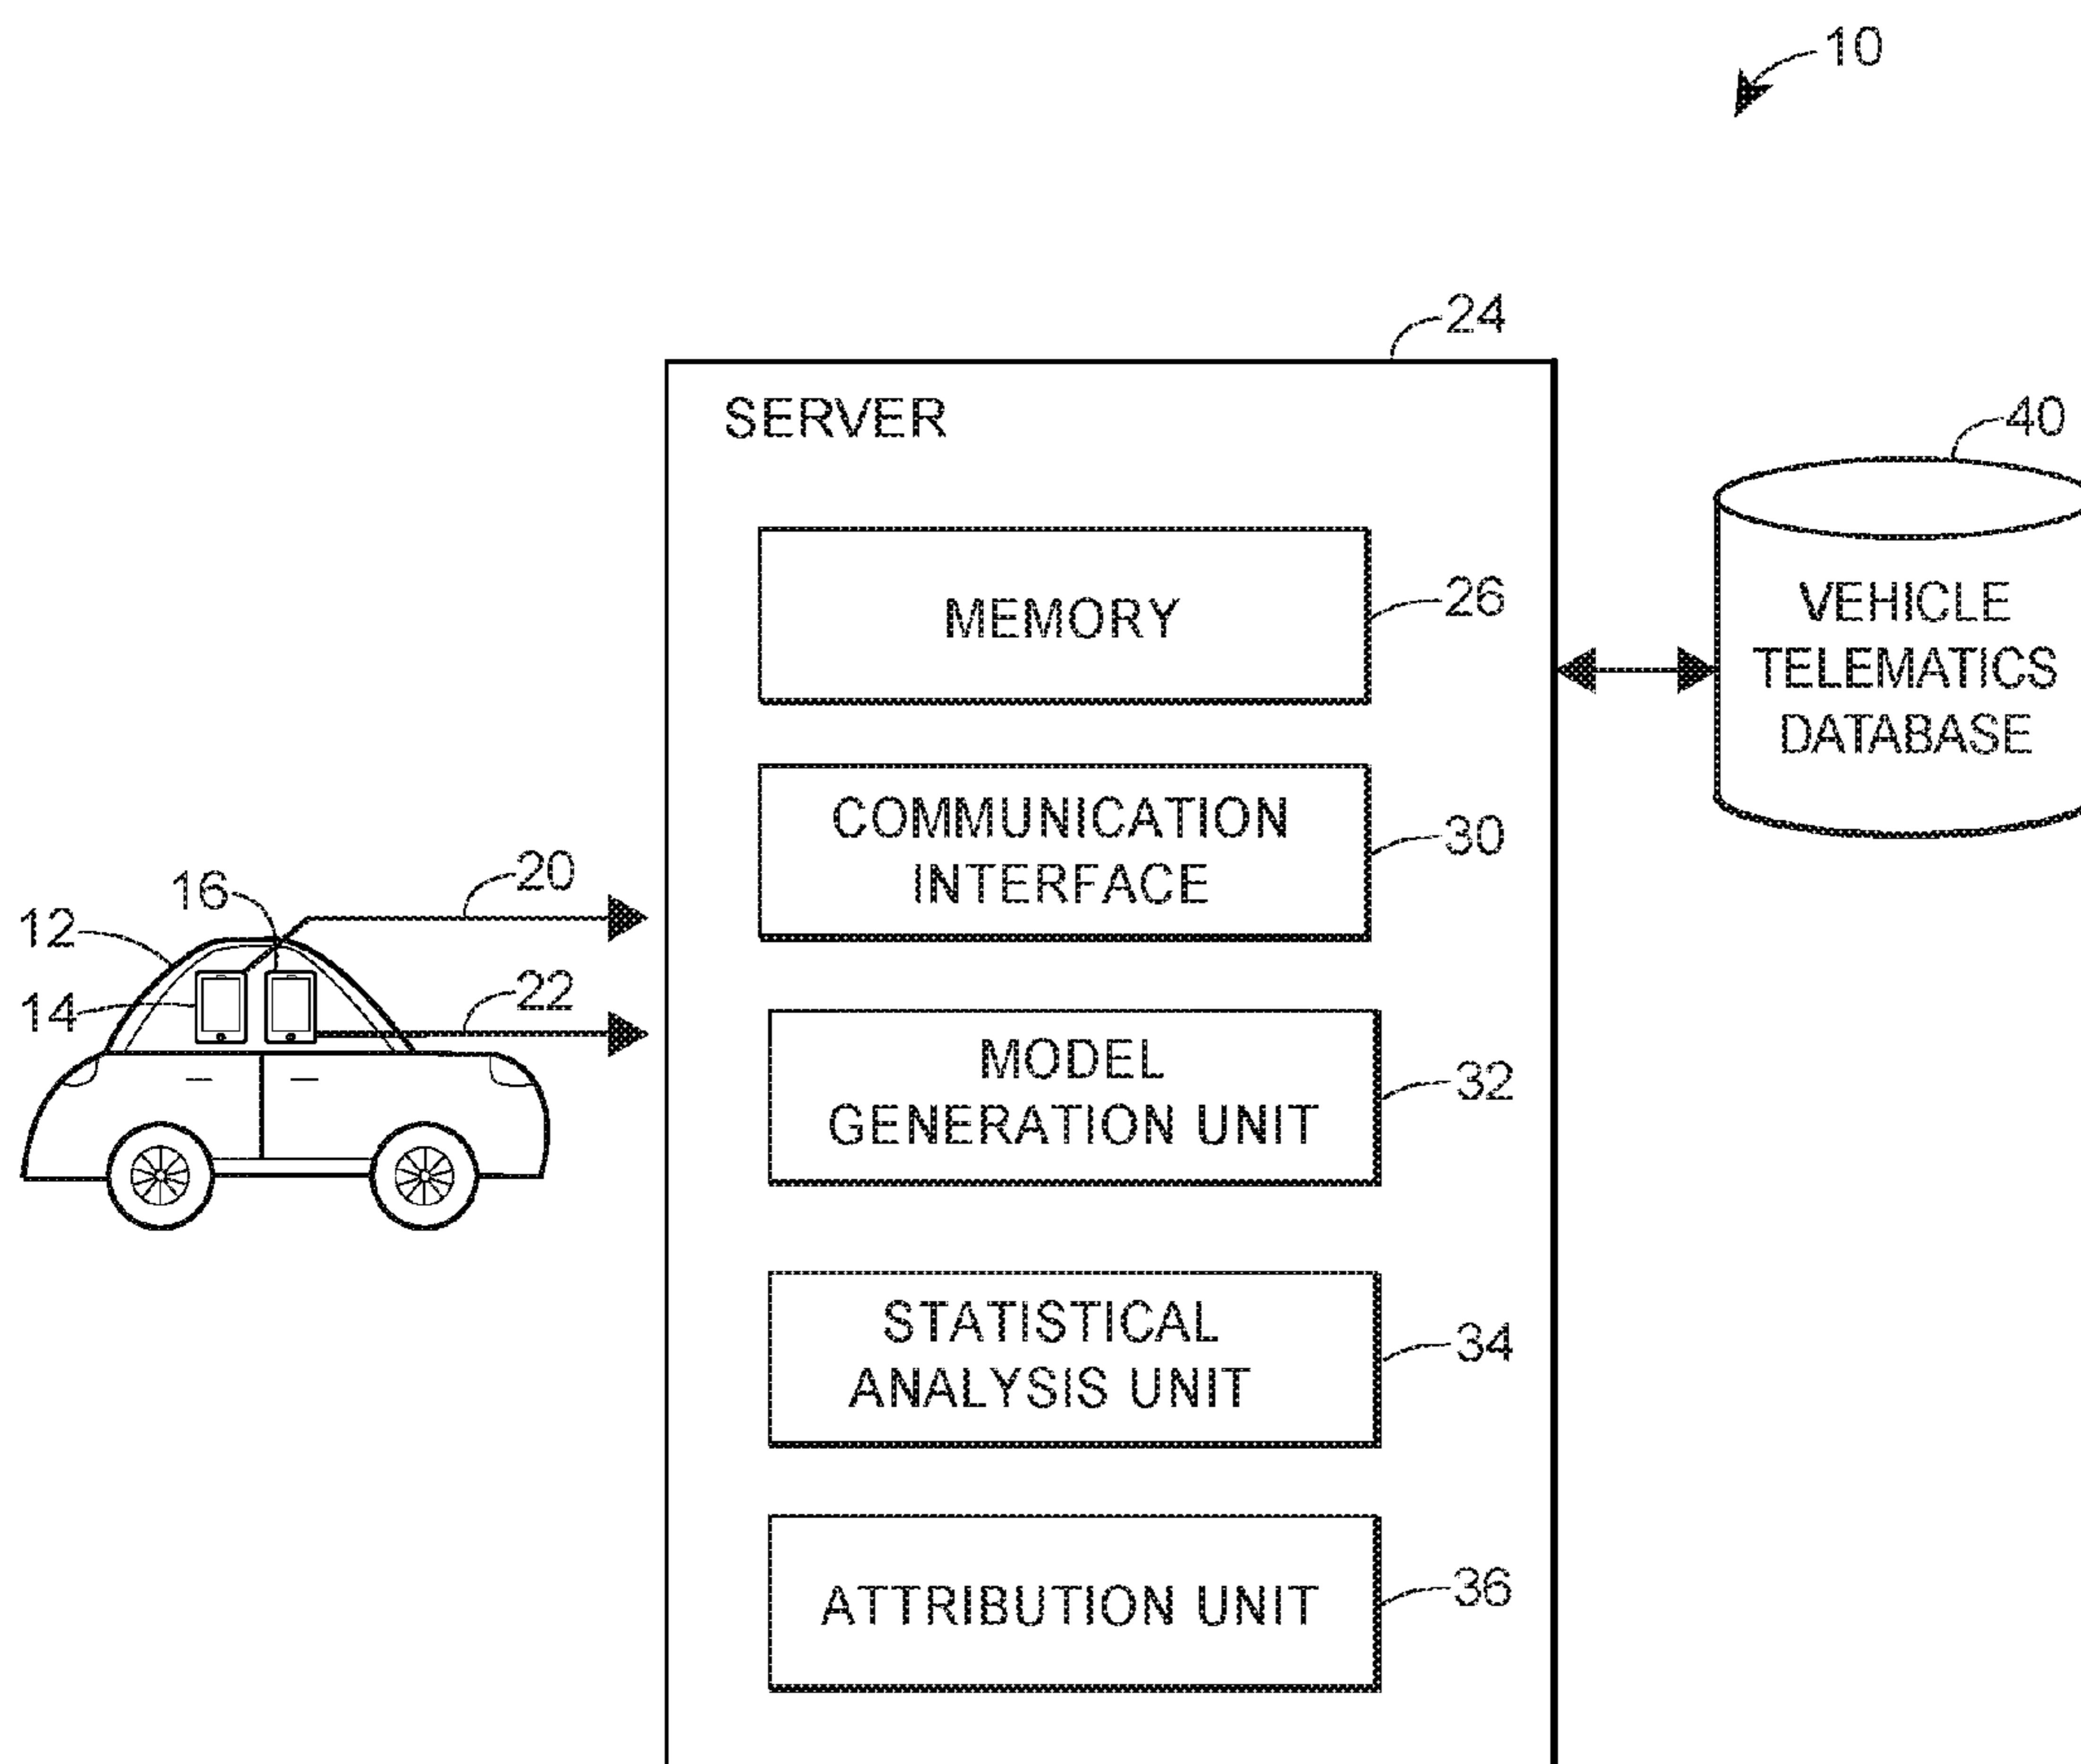 10
24
SERVER
40
MEMORY
26
VEHICLE
TELEMATICS
DATABASE
COMMUNICATION
INTERFACE
30
16
20
12
14
22
MODEL
GENERATION UNIT
32
STATISTICAL
ANALYSIS UNIT
34
ATTRIBUTION UNIT
36